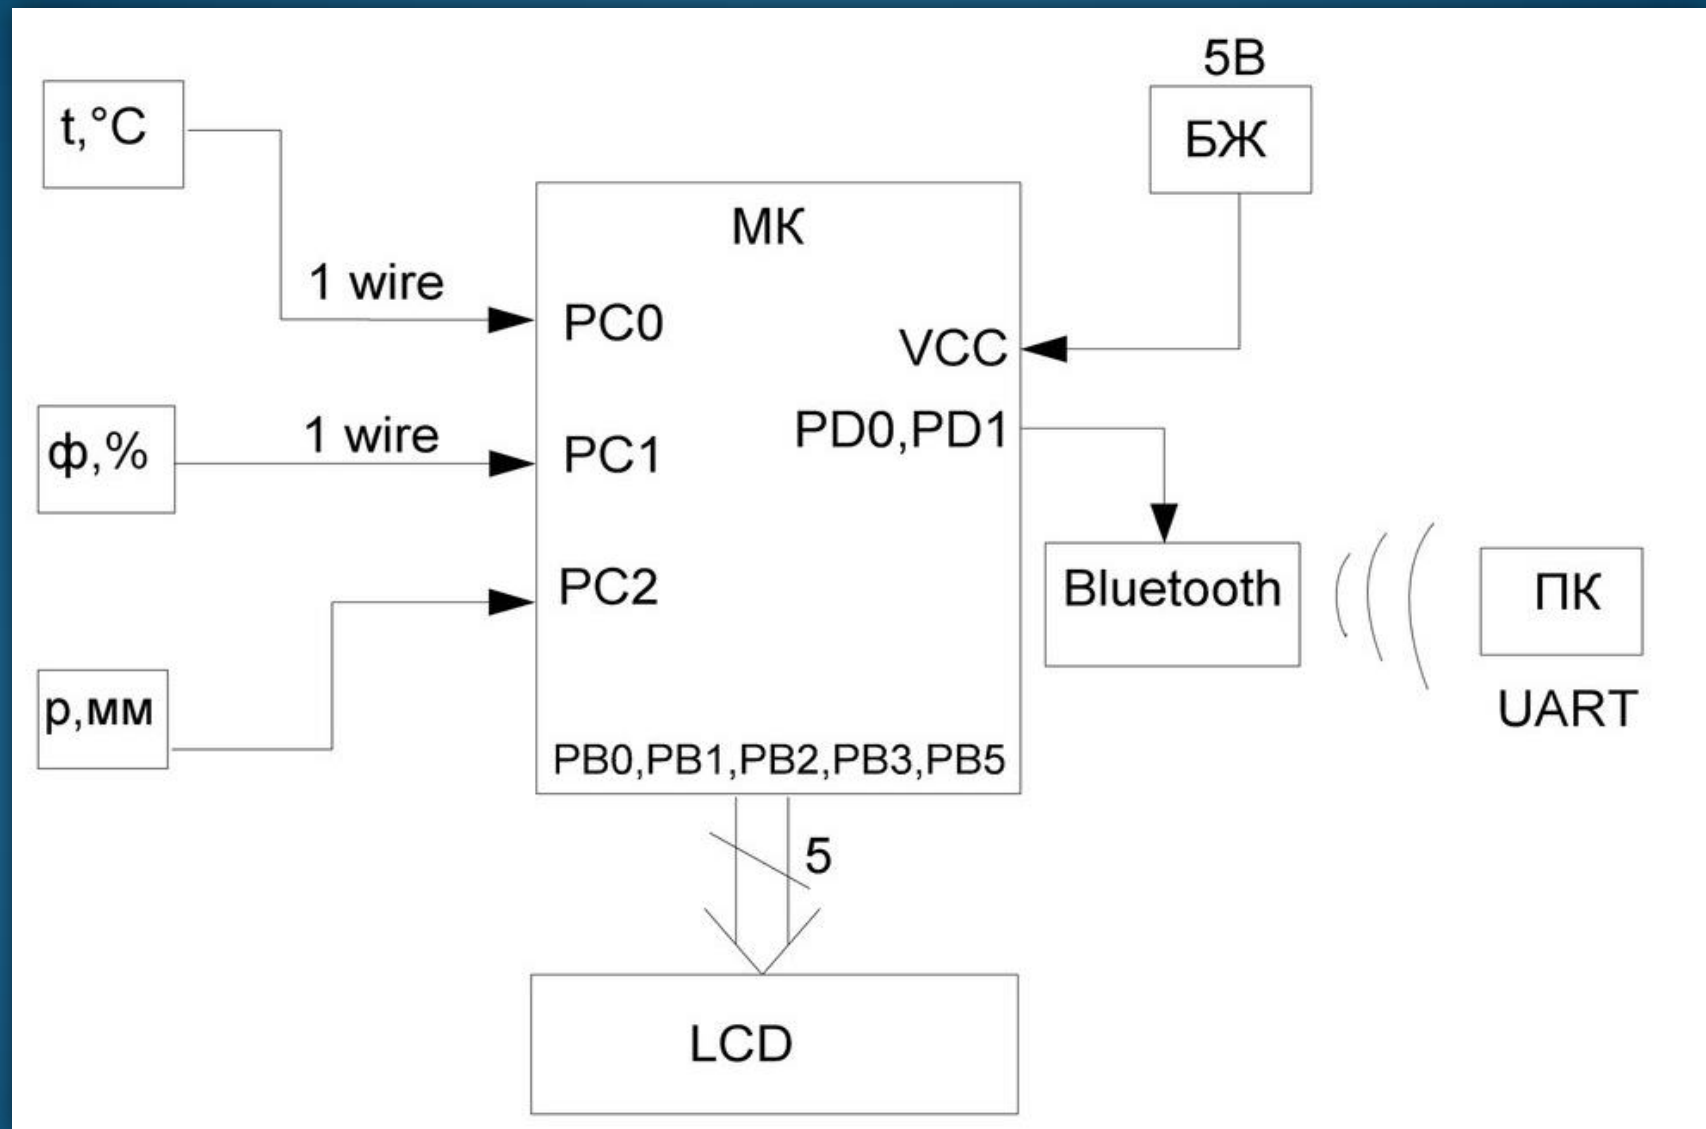 5В
t,°C
БЖ
МК
1 wire
PC0
VCC
PD0,PD1
ф,%
1 wire
PC1
PC2
Bluetooth
ПК
UART
р,мм
PB0,PB1,PB2,PB3,PB5
5
LCD